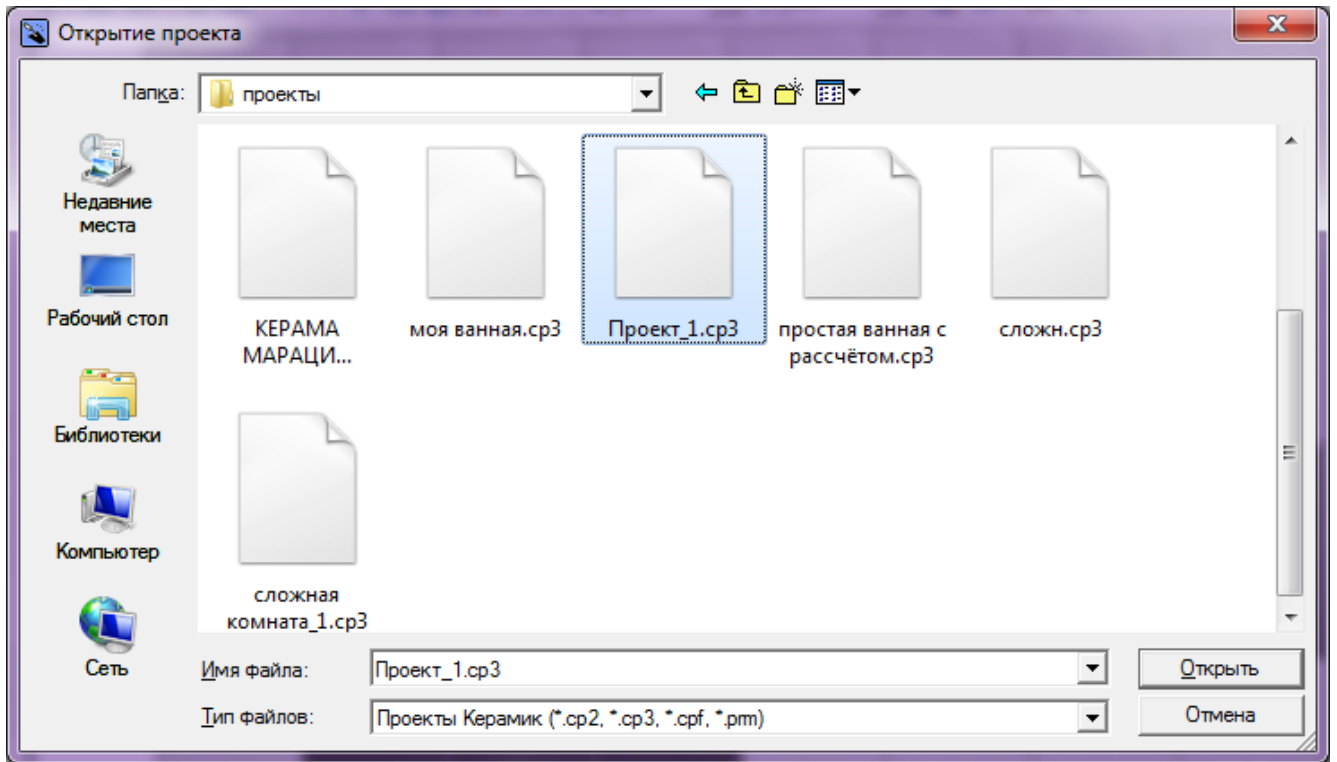 Открытие проекта
Папка: проекты
Недавние
места
Рабочий стол
Библиотеки
Компьютер
Сеть
КЕРАМА
МАРАЦИ...
моя ванная.cp3
Проект_1.cp3
простая ванная с
рассчётом.cp3
сложн.cp3
сложная
комната_1.cp3
Имя файла: Проект_1.cp3 Открыть
Тип файлов: Проекты Керамик (*.cp2, *.cp3, *.cpf, *.prm) Отмена